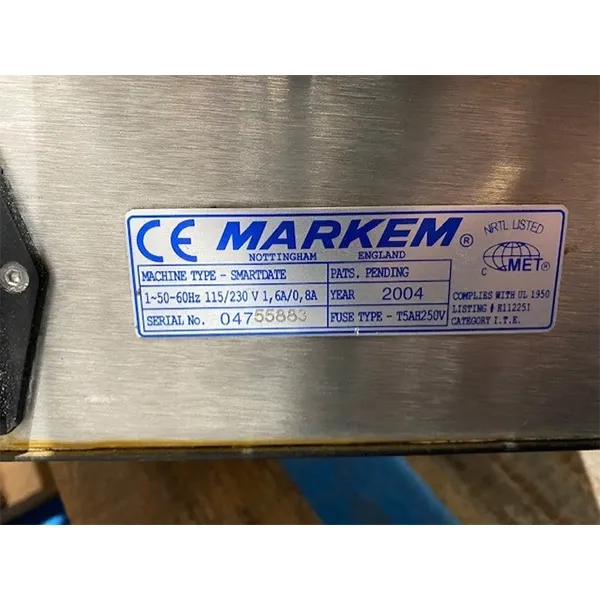 CE MARKEM®
NOTTINGHAM ENGLAND
MACHINE TYPE - SMARTDATE
PATS. PENDING
1~50-60Hz 115/230 V 1,6A/0,8A
YEAR 2004
SERIAL No. 0455883
FUSE TYPE - T5AH250V
NRTL LISTED
C MET®
COMPLIES WITH UL 1950
LISTING # E112251
CATEGORY I.T.E.